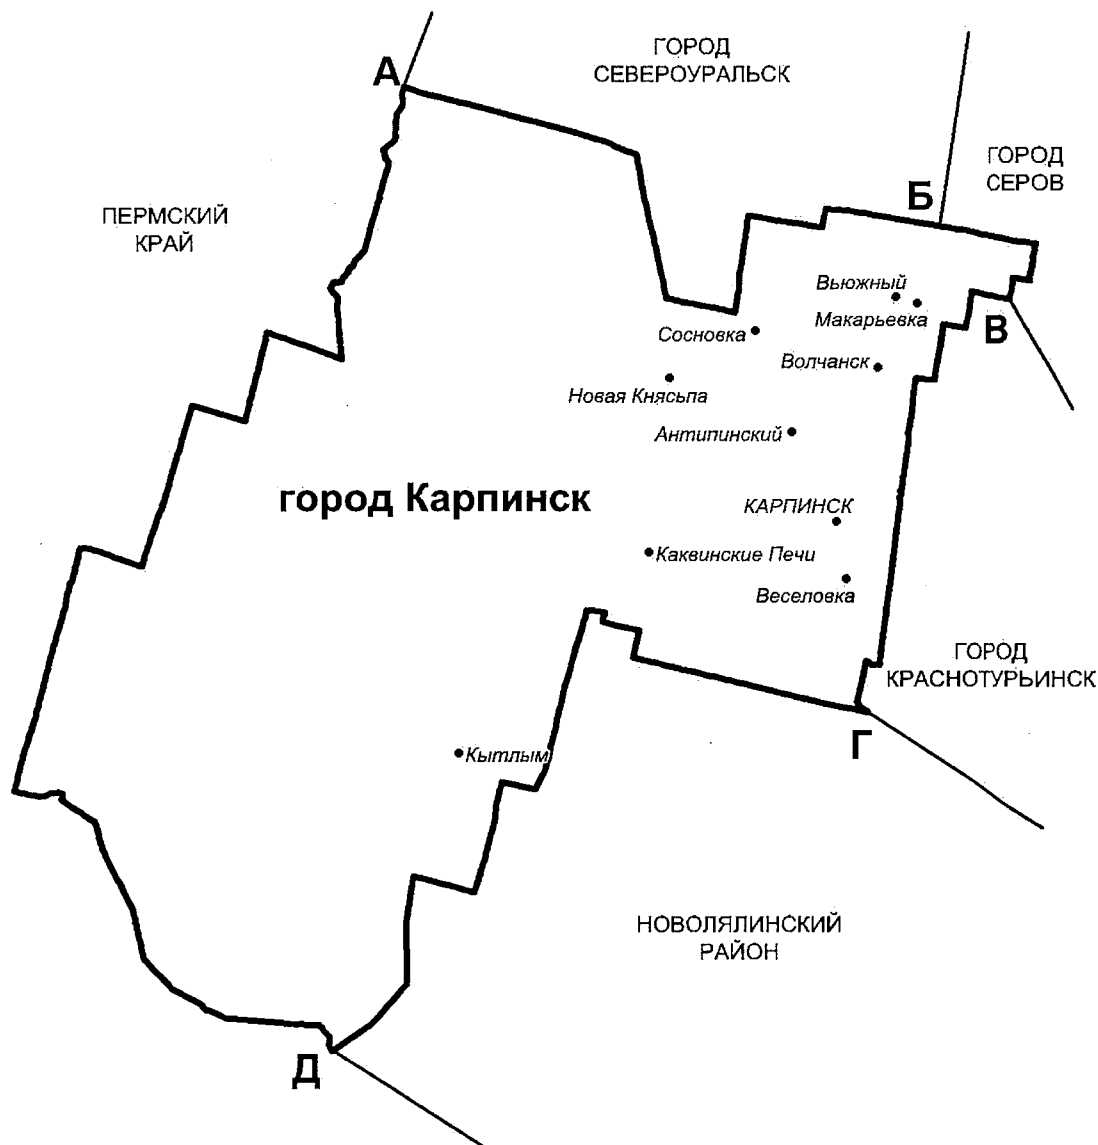 ГОРОД
СЕВЕРОУРАЛЬСК
А
ГОРОД
СЕРОВ
Б
ПЕРМСКИЙ
КРАЙ
Вьюжный
Макарьевка
В
Сосновка
Волчанск
Новая Княсьпа
Антипинский
город Карпинск
КАРПИНСК
Каквинские Печи
Веселовка
ГОРОД
КРАСНОТУРЬИНСК
Г
Кытлым
НОВОЛЯЛИНСКИЙ
РАЙОН
Д